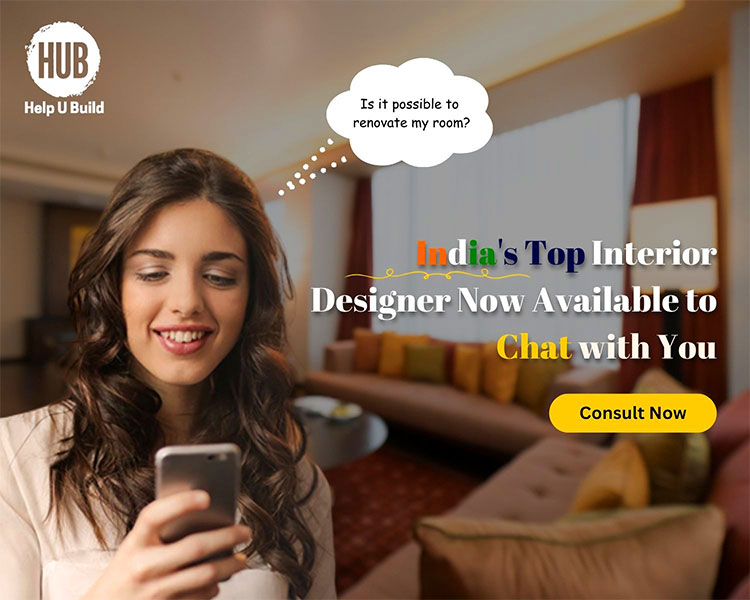 HUB
Help U Build
Is it possible to
renovate my room?
India's Top Interior
Designer Now Available to
Chat with You
Consult Now